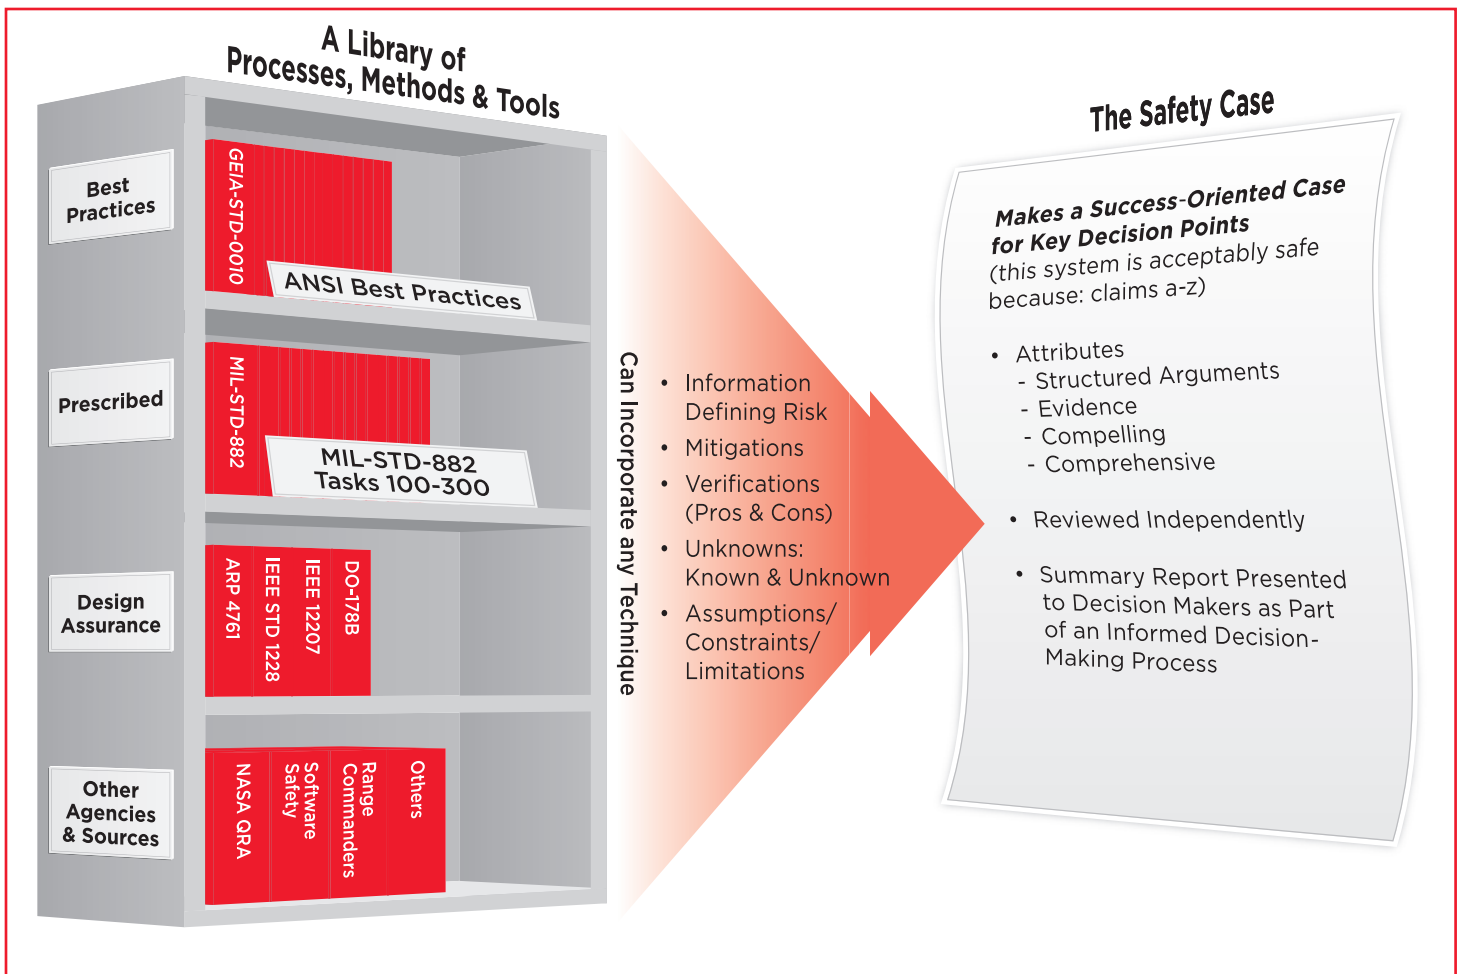 A Library of
Processes, Methods & Tools
Best
Practices
GEIA-STD-0010
ANSI Best Practices
Prescribed
MIL-STD-882
MIL-STD-882
Tasks 100-300
Design
Assurance
ARP 4761
IEEE STD 1228
IEEE 12207
DO-178B
Other
Agencies
& Sources
NASA QRA
Software
Safety
Range
Commanders
Others
Can Incorporate any Technique
• Information
Defining Risk
• Mitigations
• Verifications
(Pros & Cons)
• Unknowns:
Known & Unknown
• Assumptions/
Constraints/
Limitations
The Safety Case
Makes a Success-Oriented Case
for Key Decision Points
(this system is acceptably safe
because: claims a-z)
• Attributes
- Structured Arguments
- Evidence
- Compelling
- Comprehensive
• Reviewed Independently
• Summary Report Presented
to Decision Makers as Part
of an Informed Decision-
Making Process